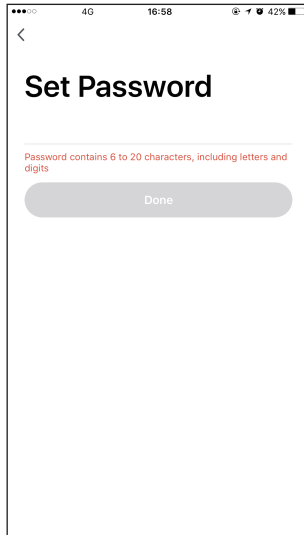 4G 16:58 42%
Set Password
Password contains 6 to 20 characters, including letters and
digits
Done